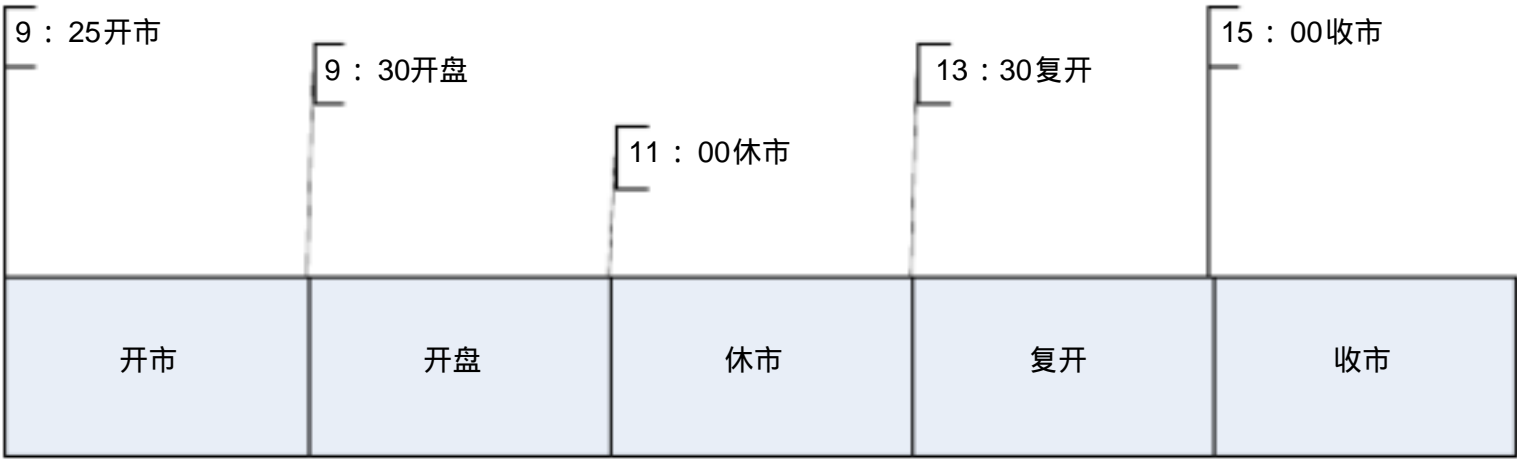 9：25开市
9：30开盘
11：00休市
13：30复开
15：00收市
开市
开盘
休市
复开
收市